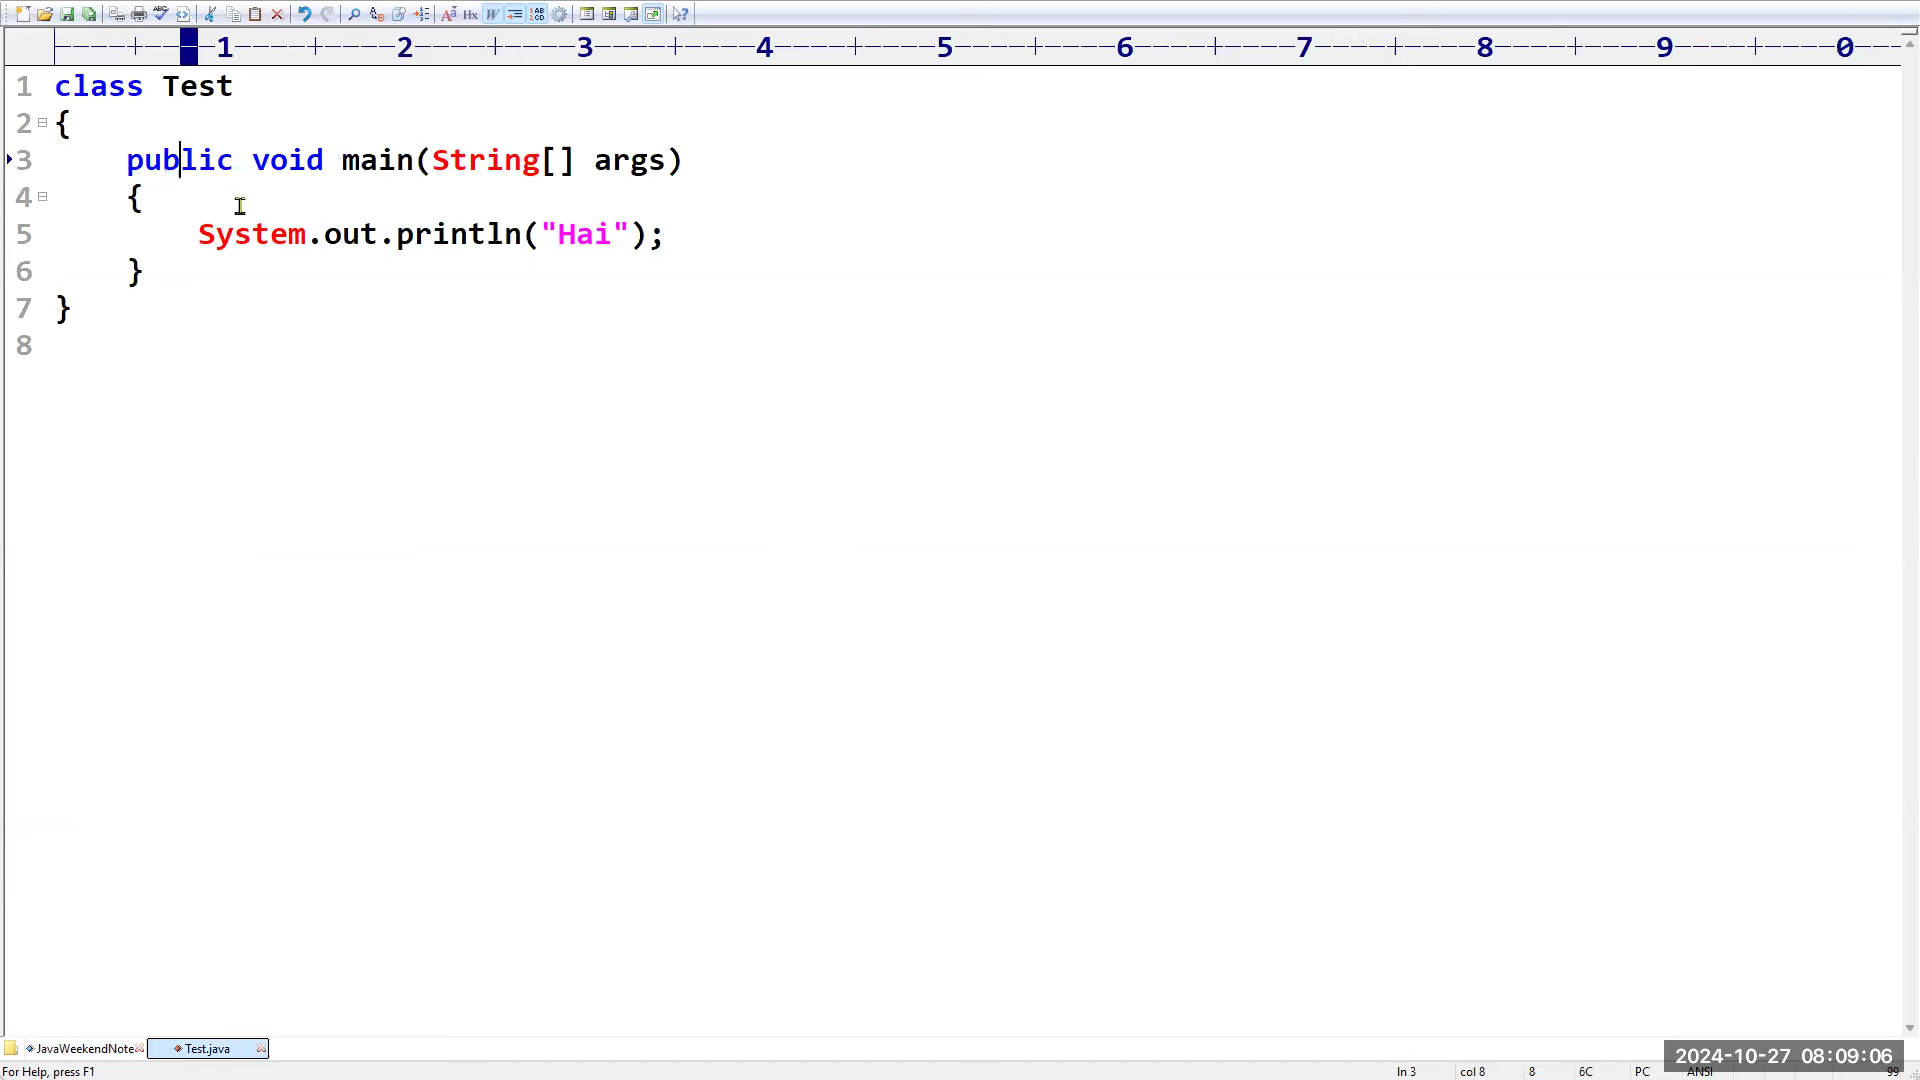 1 2 3 4 5 6 7 8 9 0
1 class Test
2 {
3 public void main(String[] args)
4 {
5 System.out.println("Hai");
6 }
7 }
8
JavaWeekendNote Test.java
2024-10-27 08:09:06
For Help, press F1 ln 3 col 8 8 6C PC ANSI 99